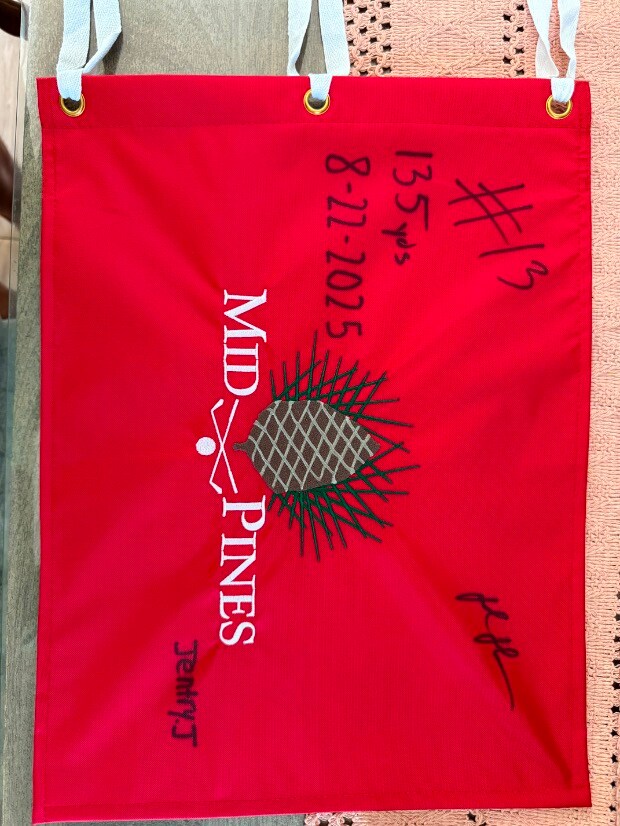 #13
135 yds
8-22-2025
MID PINES
Jentry.J